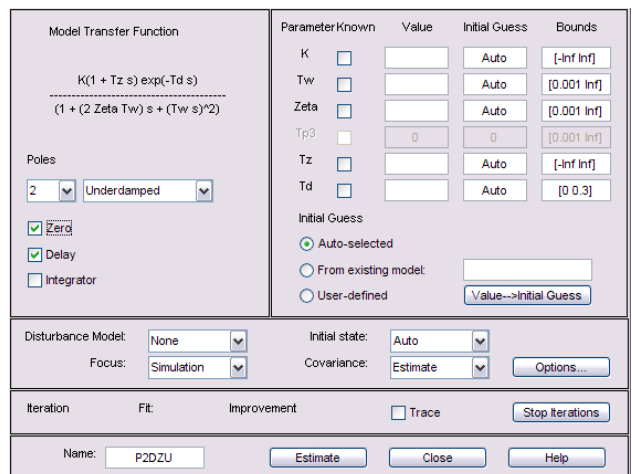 Model Transfer Function
K(1 + Tz s) exp(-Td s)
(1 + (2 Zeta Tw) s + (Tw s)^2)
Poles
2 Underdamped
Zero
Delay
Integrator
Parameter Known Value Initial Guess Bounds
K Auto [-Inf Inf]
Tw Auto [0.001 Inf]
Zeta Auto [0.001 Inf]
Tp3 0 0 [0.001 Inf]
Tz Auto [-Inf Inf]
Td Auto [0 0.3]
Initial Guess
Auto-selected
From existing model:
User-defined Value-->Initial Guess
Disturbance Model: None Initial state: Auto
Focus: Simulation Covariance: Estimate Options...
Iteration Fit: Improvement Trace Stop Iterations
Name: P2DZU Estimate Close Help